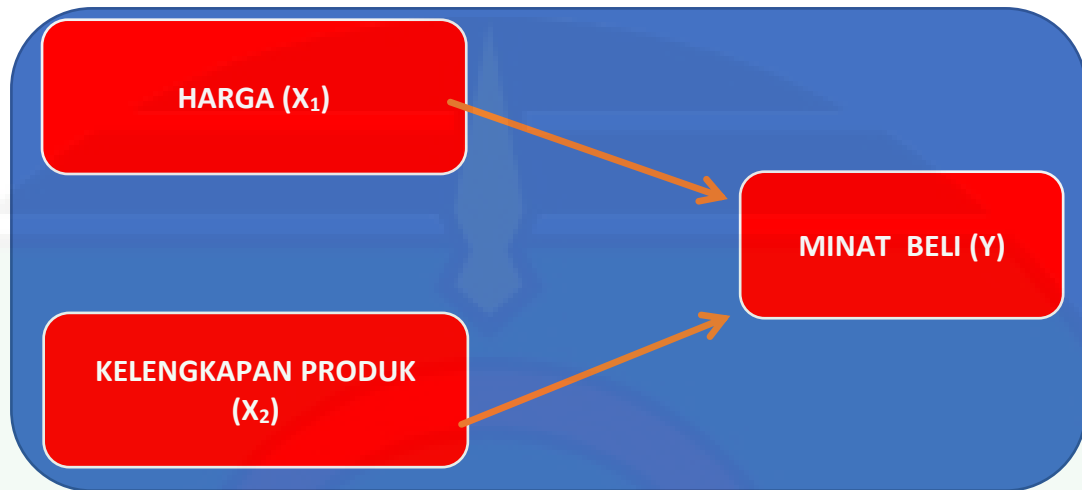 HARGA (X₁)
MINAT BELI (Y)
KELENGKAPAN PRODUK
(X₂)